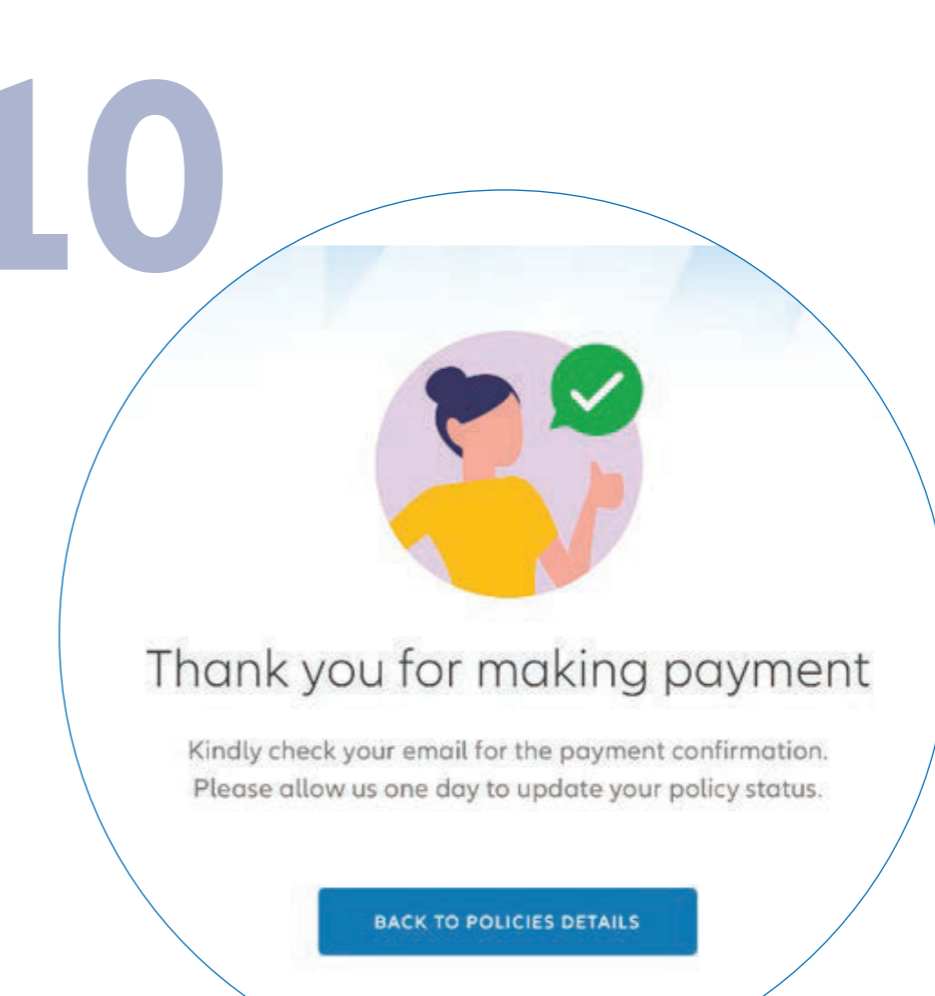 10
Thank you for making payment
Kindly check your email for the payment confirmation.
Please allow us one day to update your policy status.
BACK TO POLICIES DETAILS